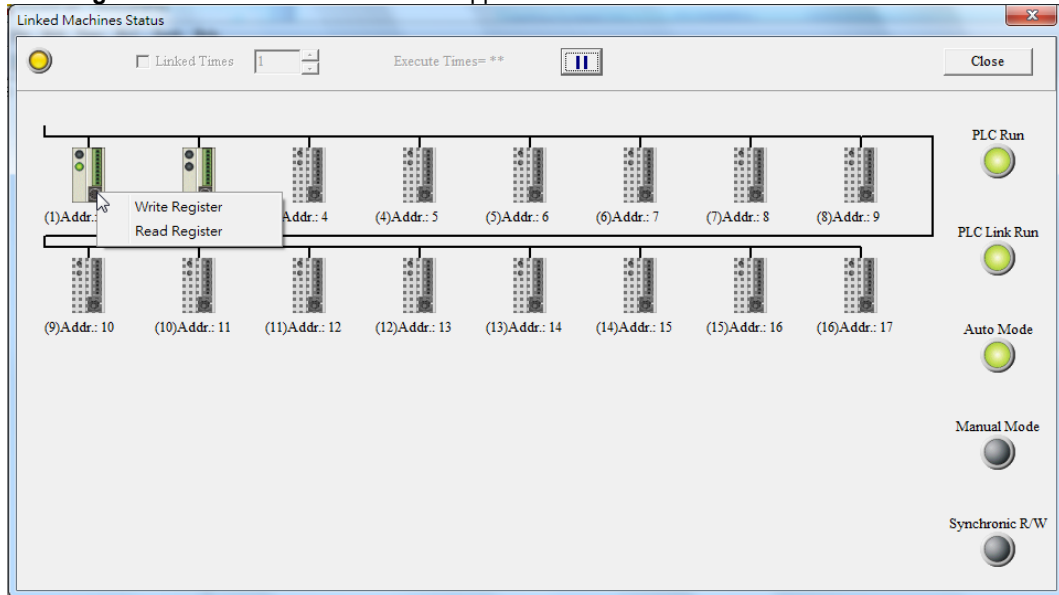 Linked Machines Status
Linked Times 1 Execute Times= ** Close
PLC Run
(1)Addr.: Addr.: 4 (4)Addr.: 5 (5)Addr.: 6 (6)Addr.: 7 (7)Addr.: 8 (8)Addr.: 9
Write Register
Read Register
PLC Link Run
(9)Addr.: 10 (10)Addr.: 11 (11)Addr.: 12 (12)Addr.: 13 (13)Addr.: 14 (14)Addr.: 15 (15)Addr.: 16 (16)Addr.: 17
Auto Mode
Manual Mode
Synchronic R/W